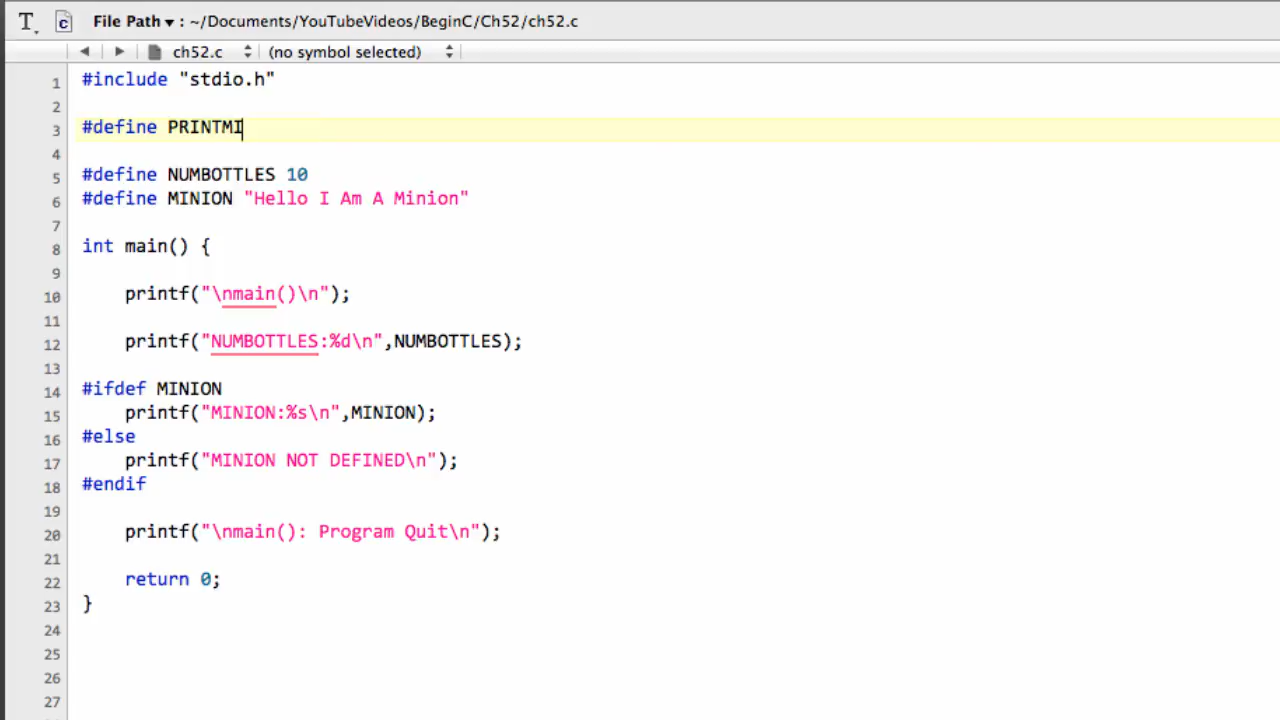 File Path ▾ : ~/Documents/YouTubeVideos/BeginC/Ch52/ch52.c
ch52.c (no symbol selected)
1 #include "stdio.h"
2
3 #define PRINTMI
4
5 #define NUMBOTTLES 10
6 #define MINION "Hello I Am A Minion"
7
8 int main() {
9
10 printf("\nmain()\n");
11
12 printf("NUMBOTTLES:%d\n",NUMBOTTLES);
13
14 #ifdef MINION
15 printf("MINION:%s\n",MINION);
16 #else
17 printf("MINION NOT DEFINED\n");
18 #endif
19
20 printf("\nmain(): Program Quit\n");
21
22 return 0;
23 }
24
25
26
27